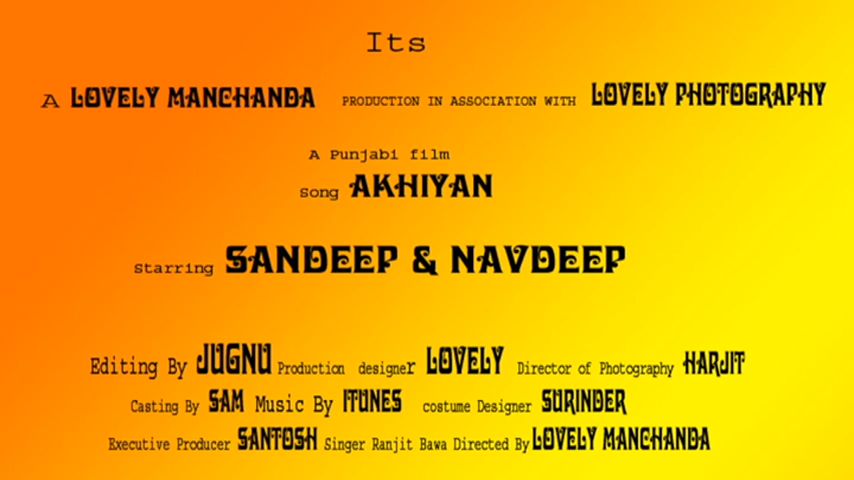 Its
A LOVELY MANCHANDA PRODUCTION IN ASSOCIATION WITH LOVELY PHOTOGRAPHY
A Punjabi film
Song AKHIYAN
Starring SANDEEP & NAVDEEP
Editing By JUGNU Production designer LOVELY Director of Photography HARJIT
Casting By SAM Music By ITUNES costume Designer SURINDER
Executive Producer SANTOSH Singer Ranjit Bawa Directed By LOVELY MANCHANDA